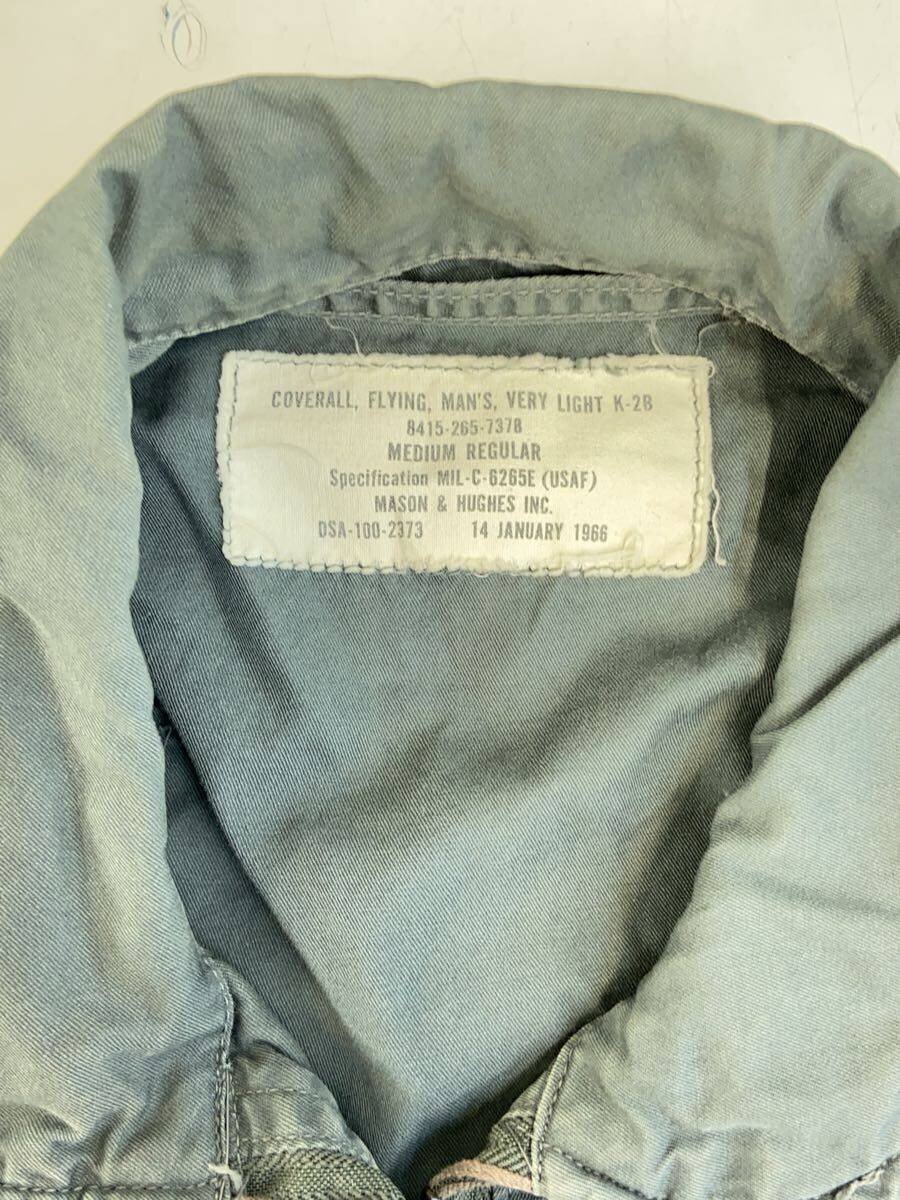 COVERALL, FLYING, MAN'S, VERY LIGHT K-2B
8415-265-7378
MEDIUM REGULAR
Specification MIL-C-6265E (USAF)
MASON & HUGHES INC.
DSA-100-2373 14 JANUARY 1966